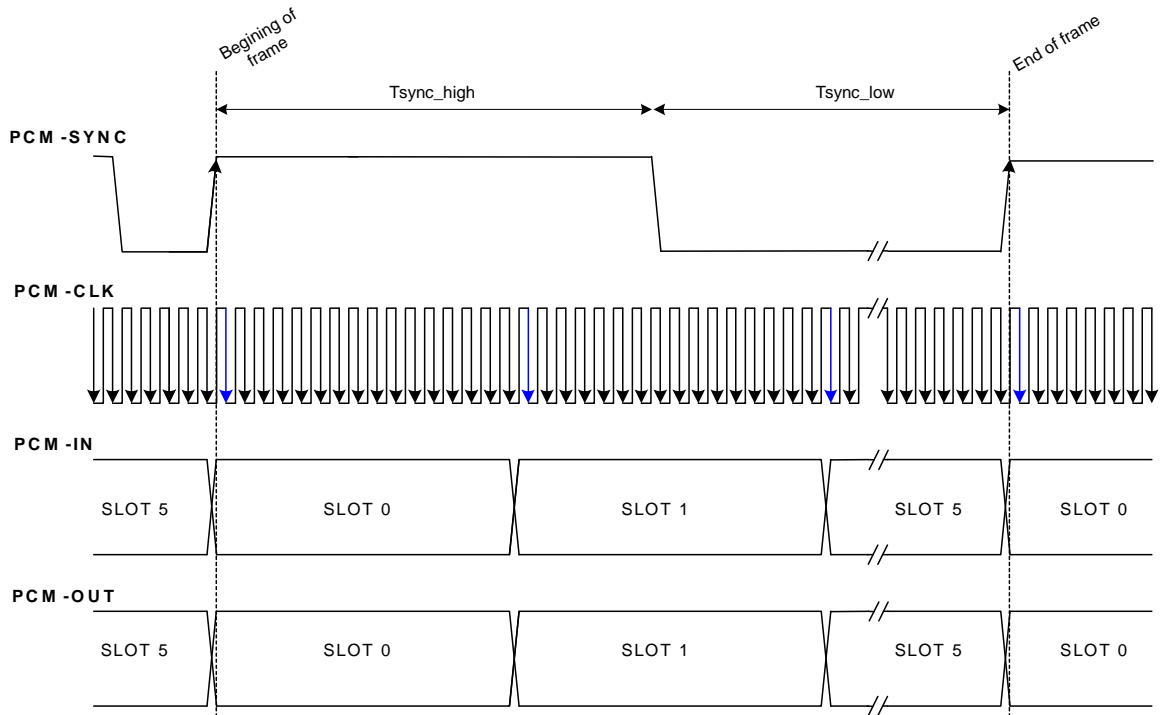 Begining of
frame
End of frame
Tsync_high
Tsync_low
PCM-SYNC
PCM-CLK
PCM-IN
SLOT 5
SLOT 0
SLOT 1
SLOT 5
SLOT 0
PCM-OUT
SLOT 5
SLOT 0
SLOT 1
SLOT 5
SLOT 0